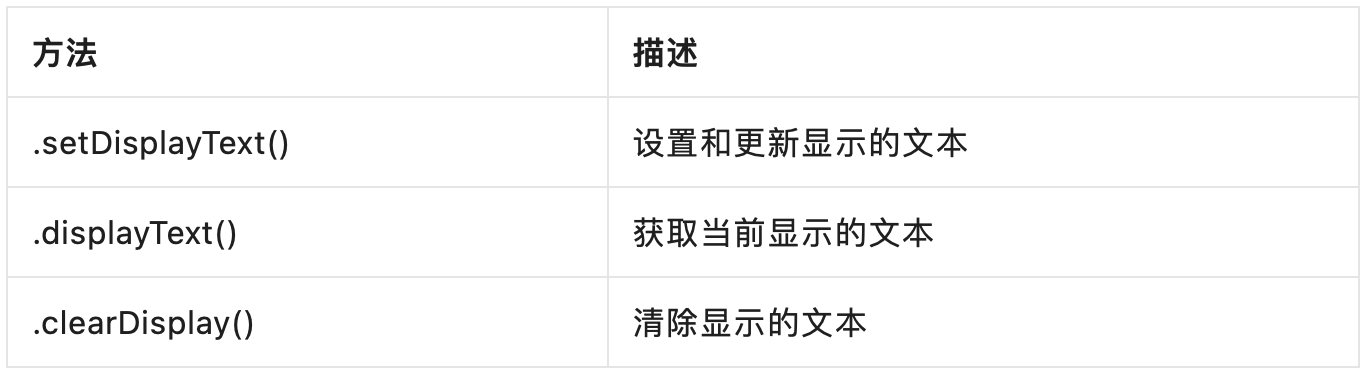 方法 描述
.setDisplayText() 设置和更新显示的文本
.displayText() 获取当前显示的文本
.clearDisplay() 清除显示的文本